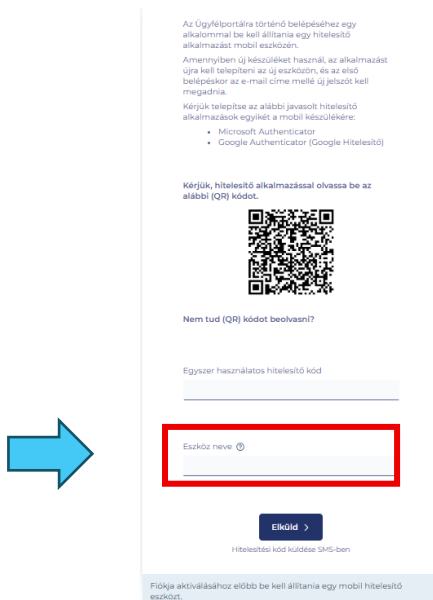 Az Ügyfélportálra történő belépéséhez egy
alkalommal be kell állítania egy hitelesítő
alkalmazást mobil eszközén.
Amennyiben új készüléket használ, az alkalmazást
újra kell telepíteni az új eszközön, és az első
belépéskor az e-mail címe mellé új jelszót kell
megadnia.
Kérjük telepítse az alábbi javasolt hitelesítő
alkalmazások egyikét a mobil készülékére:
• Microsoft Authenticator
• Google Authenticator (Google Hitelesítő)
Kérjük, hitelesítő alkalmazással olvassa be az
alábbi (QR) kódot.
Nem tud (QR) kódot beolvasni?
Egyszer használatos hitelesítő kód
Eszköz neve ?
Elküld >
Hitelesítési kód küldése SMS-ben
Fiókja aktiválásához előbb be kell állítania egy mobil hitelesítő
eszközt.